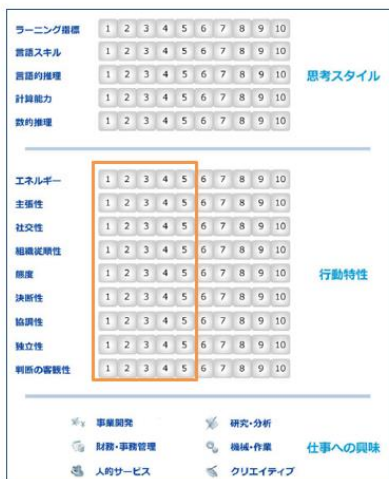 ラーニング指標 1 2 3 4 5 6 7 8 9 10
言語スキル 1 2 3 4 5 6 7 8 9 10
言語的推理 1 2 3 4 5 6 7 8 9 10 思考スタイル
計算能力 1 2 3 4 5 6 7 8 9 10
数的推理 1 2 3 4 5 6 7 8 9 10
エネルギー 1 2 3 4 5 6 7 8 9 10
主張性 1 2 3 4 5 6 7 8 9 10
社交性 1 2 3 4 5 6 7 8 9 10
組織従順性 1 2 3 4 5 6 7 8 9 10
態度 1 2 3 4 5 6 7 8 9 10 行動特性
決断性 1 2 3 4 5 6 7 8 9 10
協調性 1 2 3 4 5 6 7 8 9 10
独立性 1 2 3 4 5 6 7 8 9 10
判断の客観性 1 2 3 4 5 6 7 8 9 10
事業開発 研究・分析
財務・事務管理 機械・作業 仕事への興味
人的サービス クリエイティブ